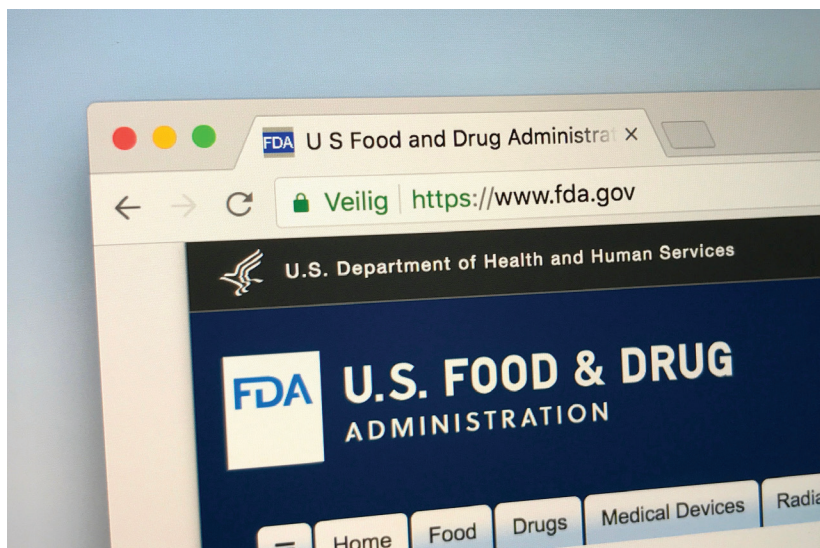 FDA U S Food and Drug Administra
Veilig https://www.fda.gov
U.S. Department of Health and Human Services
FDA
U.S. FOOD & DRUG
ADMINISTRATION
Home Food Drugs Medical Devices Radia